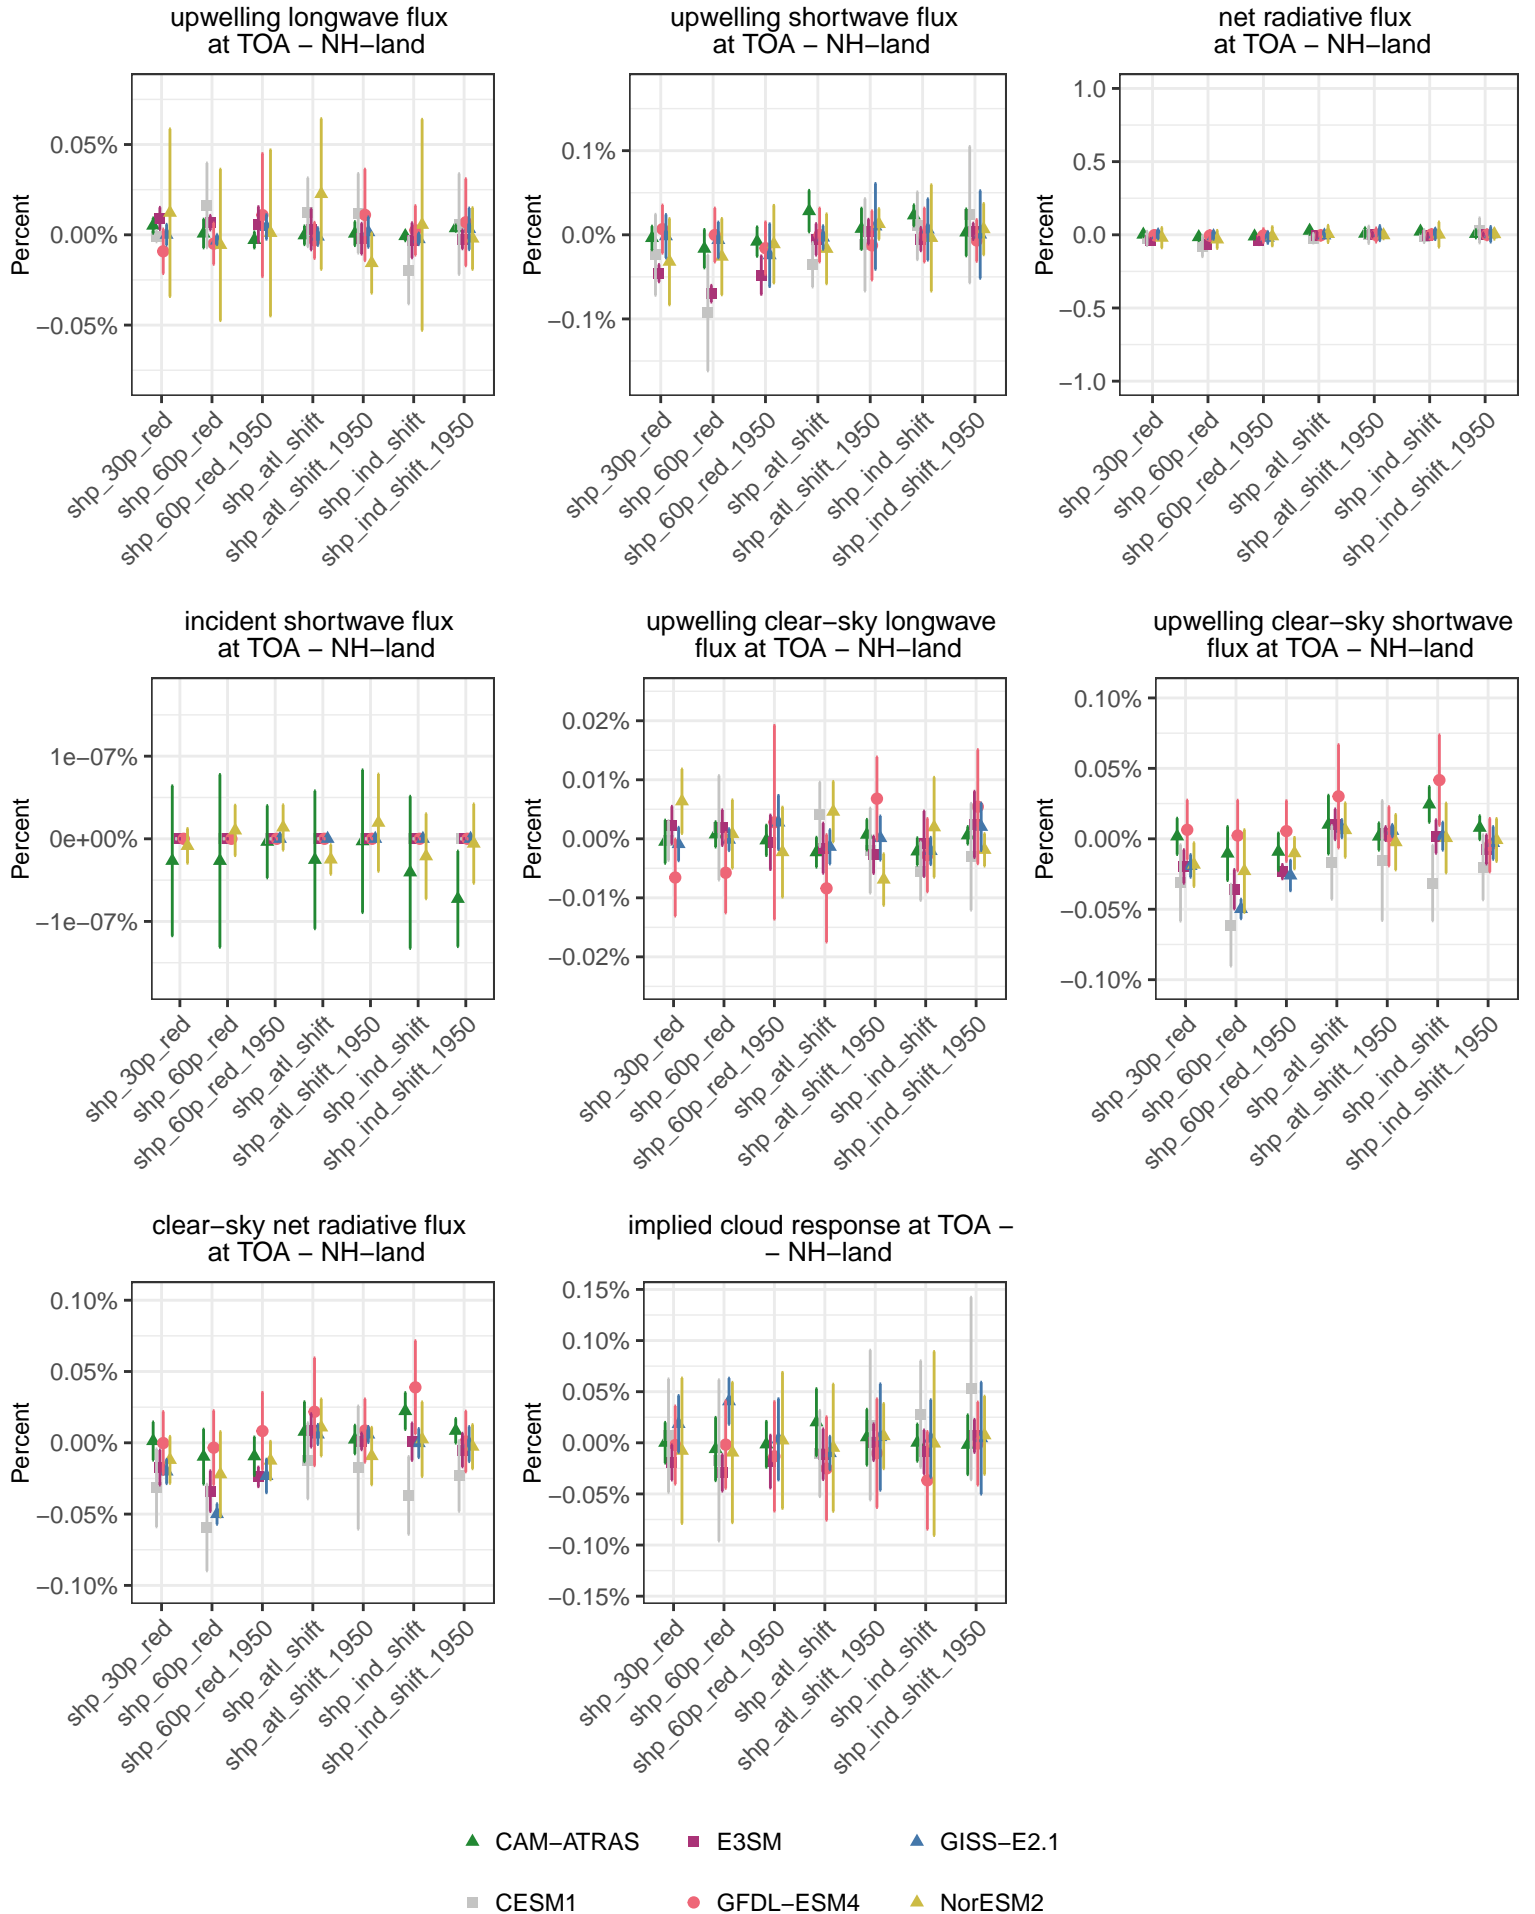 upwelling longwave flux
at TOA − NH−land
upwelling shortwave flux
at TOA − NH−land
net radiative flux
at TOA − NH−land
Percent
0.05%
0.00%
−0.05%
shp_30p_red
shp_60p_red
shp_60p_red_1950
shp_atl_shift
shp_atl_shift_1950
shp_ind_shift
shp_ind_shift_1950
Percent
0.1%
0.0%
−0.1%
shp_30p_red
shp_60p_red
shp_60p_red_1950
shp_atl_shift
shp_atl_shift_1950
shp_ind_shift
shp_ind_shift_1950
Percent
1.0
0.5
0.0
−0.5
−1.0
shp_30p_red
shp_60p_red
shp_60p_red_1950
shp_atl_shift
shp_atl_shift_1950
shp_ind_shift
shp_ind_shift_1950
incident shortwave flux
at TOA − NH−land
upwelling clear−sky longwave
flux at TOA − NH−land
upwelling clear−sky shortwave
flux at TOA − NH−land
Percent
1e−07%
0e+00%
−1e−07%
shp_30p_red
shp_60p_red
shp_60p_red_1950
shp_atl_shift
shp_atl_shift_1950
shp_ind_shift
shp_ind_shift_1950
Percent
0.02%
0.01%
0.00%
−0.01%
−0.02%
shp_30p_red
shp_60p_red
shp_60p_red_1950
shp_atl_shift
shp_atl_shift_1950
shp_ind_shift
shp_ind_shift_1950
Percent
0.10%
0.05%
0.00%
−0.05%
−0.10%
shp_30p_red
shp_60p_red
shp_60p_red_1950
shp_atl_shift
shp_atl_shift_1950
shp_ind_shift
shp_ind_shift_1950
clear−sky net radiative flux
at TOA − NH−land
implied cloud response at TOA −
− NH−land
Percent
0.10%
0.05%
0.00%
−0.05%
−0.10%
shp_30p_red
shp_60p_red
shp_60p_red_1950
shp_atl_shift
shp_atl_shift_1950
shp_ind_shift
shp_ind_shift_1950
Percent
0.15%
0.10%
0.05%
0.00%
−0.05%
−0.10%
−0.15%
shp_30p_red
shp_60p_red
shp_60p_red_1950
shp_atl_shift
shp_atl_shift_1950
shp_ind_shift
shp_ind_shift_1950
CAM−ATRAS
E3SM
GISS−E2.1
CESM1
GFDL−ESM4
NorESM2